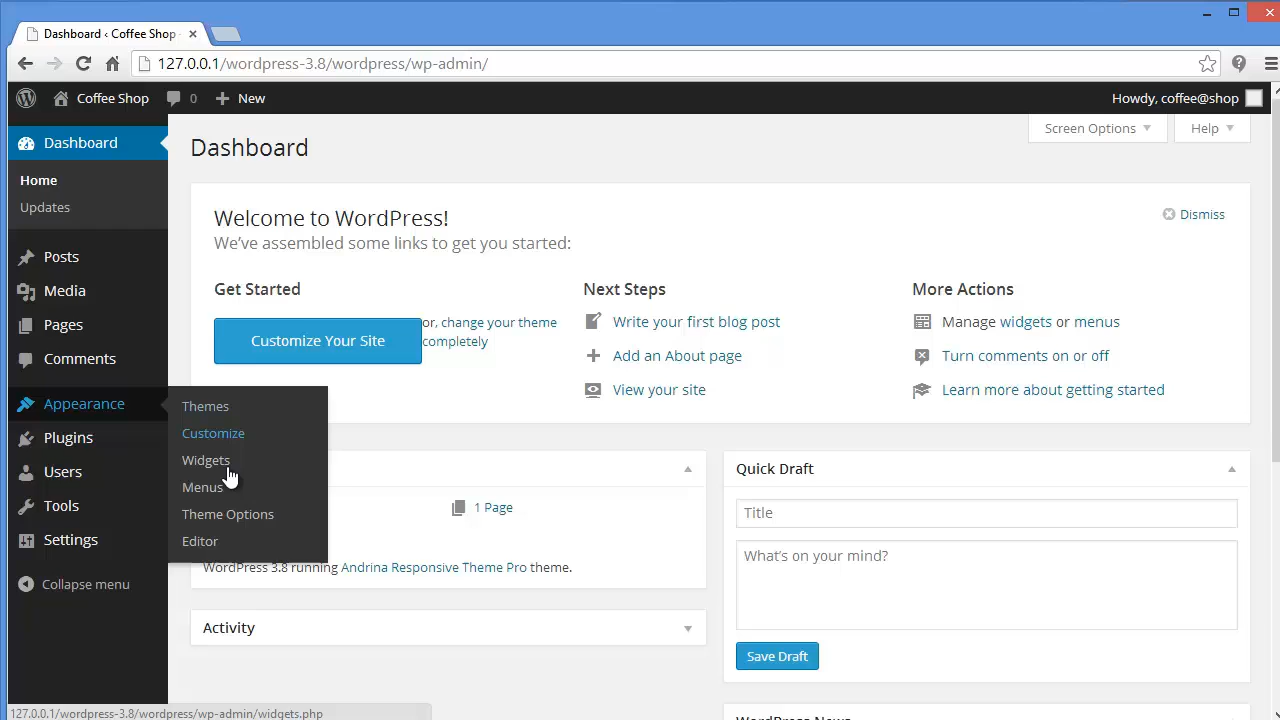 Dashboard ‹ Coffee Shop
127.0.0.1/wordpress-3.8/wordpress/wp-admin/
Coffee Shop 0 New Howdy, coffee@shop
Dashboard
Home
Updates
Posts
Media
Pages
Comments
Appearance
Plugins
Users
Tools
Settings
Collapse menu
Themes
Customize
Widgets
Menus
Theme Options
Editor
Screen Options Help
Dashboard
Welcome to WordPress!
We've assembled some links to get you started:
Dismiss
Get Started
Customize Your Site
or, change your theme
completely
Next Steps
Write your first blog post
Add an About page
View your site
More Actions
Manage widgets or menus
Turn comments on or off
Learn more about getting started
1 Page
WordPress 3.8 running Andrina Responsive Theme Pro theme.
Activity
Quick Draft
Title
What's on your mind?
Save Draft
WordPress News
127.0.0.1/wordpress-3.8/wordpress/wp-admin/widgets.php